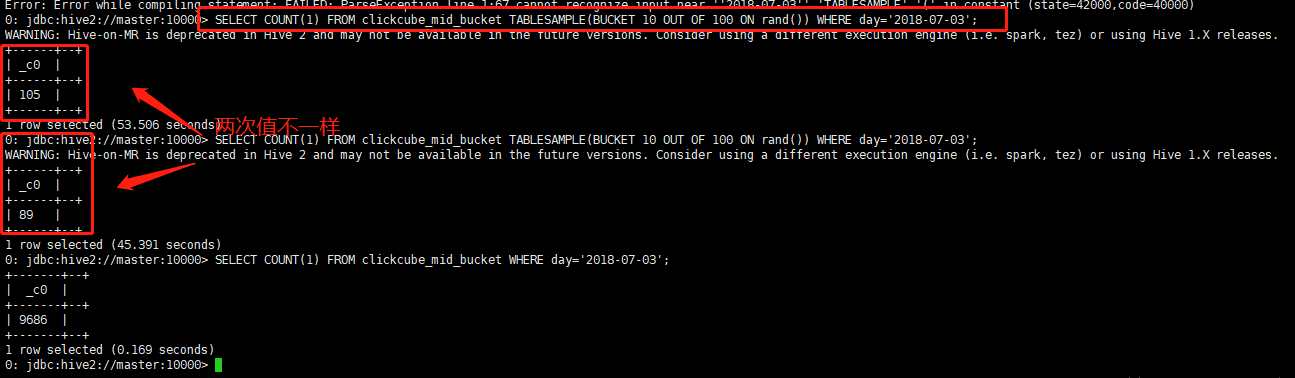 Error: Error while compiling statement: FAILED: ParseException line 1:67 cannot recognize input near ''2018-07-03'' 'TABLESAMPLE' '(' in constant (state=42000,code=40000)
0: jdbc:hive2://master:10000> SELECT COUNT(1) FROM clickcube_mid_bucket TABLESAMPLE(BUCKET 10 OUT OF 100 ON rand()) WHERE day='2018-07-03';
WARNING: Hive-on-MR is deprecated in Hive 2 and may not be available in the future versions. Consider using a different execution engine (i.e. spark, tez) or using Hive 1.X releases.
+------+--+
| _c0  |
+------+--+
| 105  |
+------+--+
1 row selected (53.506 seconds)
两次值不一样
0: jdbc:hive2://master:10000> SELECT COUNT(1) FROM clickcube_mid_bucket TABLESAMPLE(BUCKET 10 OUT OF 100 ON rand()) WHERE day='2018-07-03';
WARNING: Hive-on-MR is deprecated in Hive 2 and may not be available in the future versions. Consider using a different execution engine (i.e. spark, tez) or using Hive 1.X releases.
+------+--+
| _c0  |
+------+--+
| 89   |
+------+--+
1 row selected (45.391 seconds)
0: jdbc:hive2://master:10000> SELECT COUNT(1) FROM clickcube_mid_bucket WHERE day='2018-07-03';
+-------+--+
|  _c0  |
+-------+--+
| 9686  |
+-------+--+
1 row selected (0.169 seconds)
0: jdbc:hive2://master:10000>